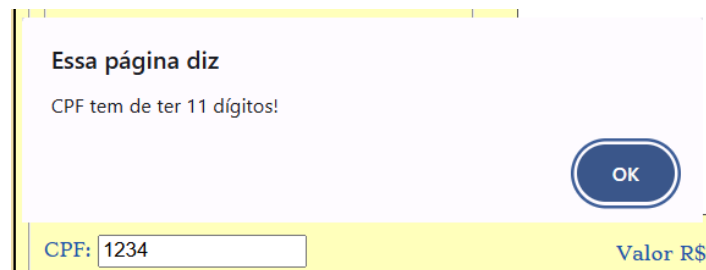 Essa página diz
CPF tem de ter 11 dígitos!
OK
CPF: 1234
Valor R$